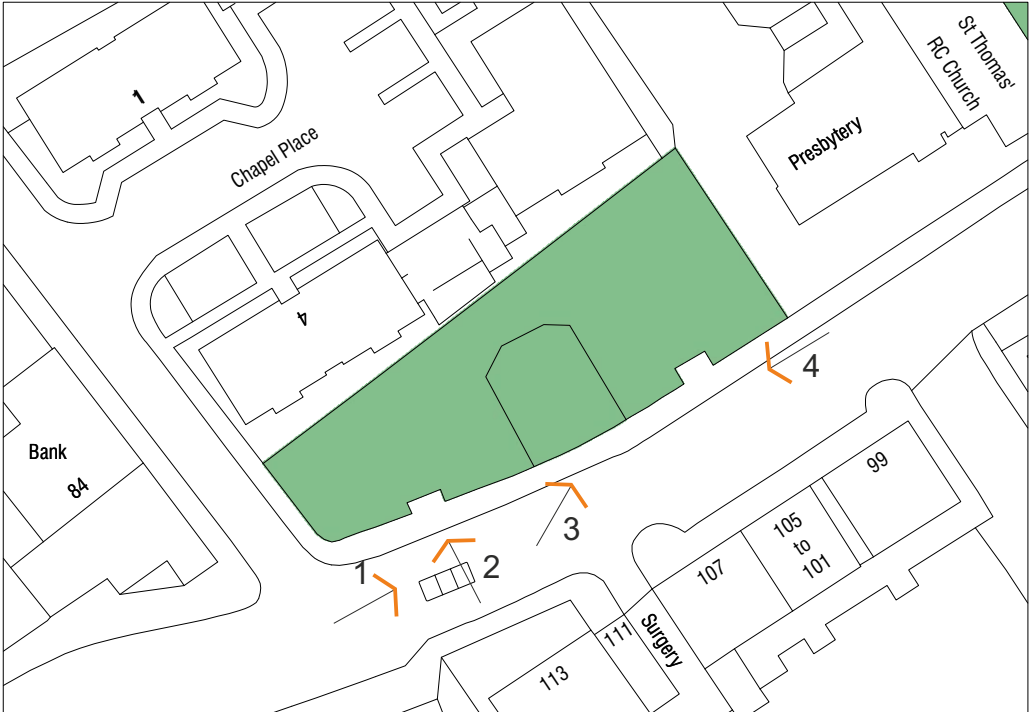 1
Chapel Place
St Thomas'
RC Church
Presbytery
4
4
Bank
84
3
1
2
99
105
to
101
107
111
Surgery
113